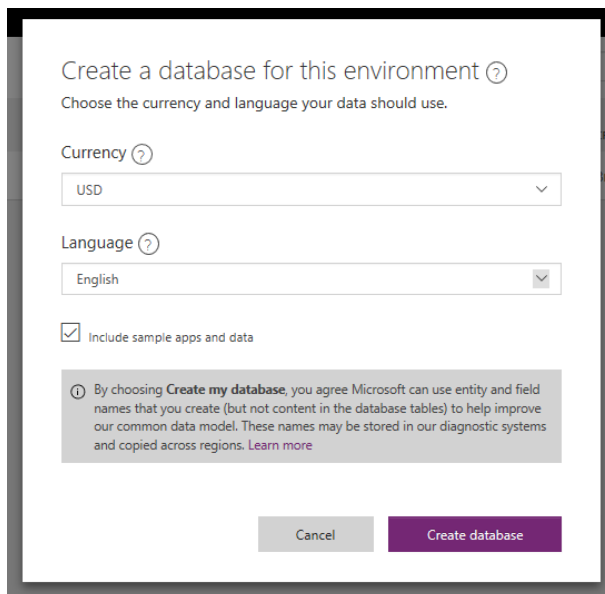 Create a database for this environment ?
Choose the currency and language your data should use.
Currency ?
USD
Language ?
English
Include sample apps and data
By choosing Create my database, you agree Microsoft can use entity and field
names that you create (but not content in the database tables) to help improve
our common data model. These names may be stored in our diagnostic systems
and copied across regions. Learn more
Cancel
Create database